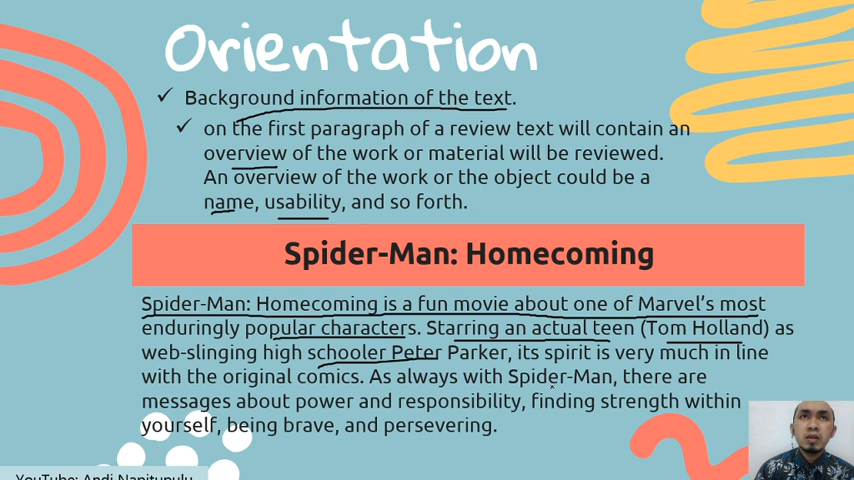 Orientation
✓ Background information of the text.
✓ on the first paragraph of a review text will contain an
overview of the work or material will be reviewed.
An overview of the work or the object could be a
name, usability, and so forth.
Spider-Man: Homecoming
Spider-Man: Homecoming is a fun movie about one of Marvel's most
enduringly popular characters. Starring an actual teen (Tom Holland) as
web-slinging high schooler Peter Parker, its spirit is very much in line
with the original comics. As always with Spider-Man, there are
messages about power and responsibility, finding strength within
yourself, being brave, and persevering.
YouTube: Andi Napitupulu